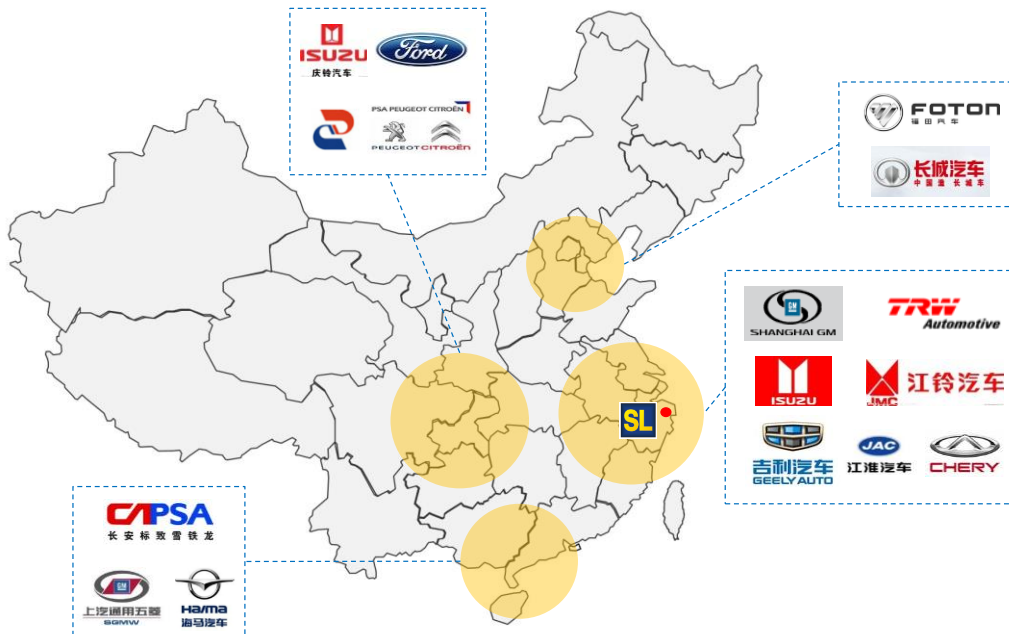 ISUZU
庆铃汽车
Ford
PSA PEUGEOT CITROËN
PEUGEOT CITROËN
FOTON
福田汽车
长城汽车
中国造 长城车
GM
SHANGHAI GM
TRW
Automotive
ISUZU
JMC
江铃汽车
吉利汽车
GEELY AUTO
JAC
江淮汽车
CHERY
SL
CAPSA
长安标致雪铁龙
GM
上汽通用五菱
SGMW
Haima
海马汽车